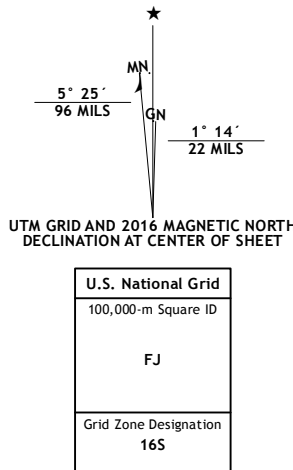 MN.
5° 25´
96 MILS
GN
1° 14´
22 MILS
UTM GRID AND 2016 MAGNETIC NORTH
DECLINATION AT CENTER OF SHEET
U.S. National Grid
100,000-m Square ID
FJ
Grid Zone Designation
16S